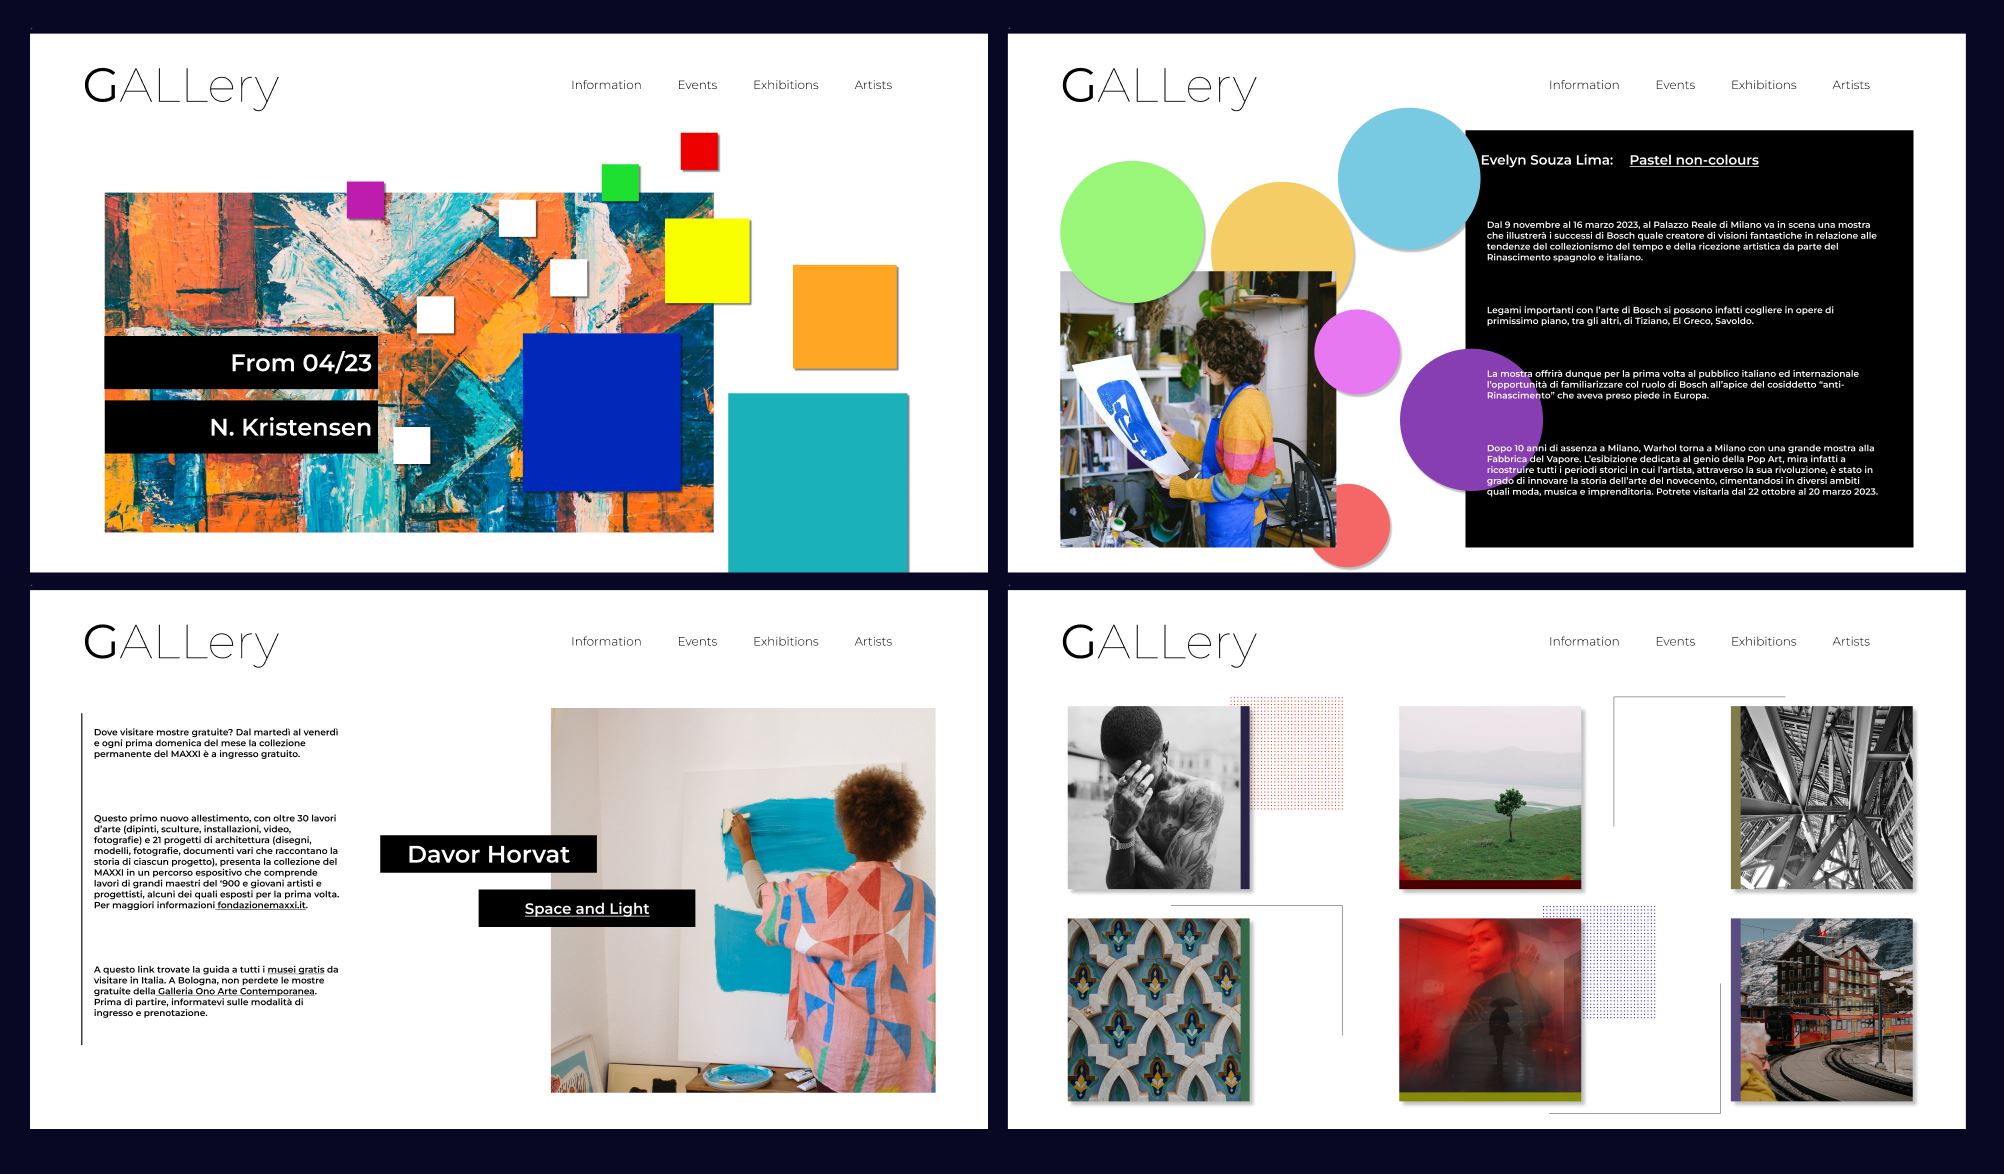 GALLery
Information Events Exhibitions Artists
From 04/23
N. Kristensen
GALLery
Information Events Exhibitions Artists
Evelyn Souza Lima: Pastel non-colours
Dal 9 novembre al 16 marzo 2023, al Palazzo Reale di Milano va in scena una mostra
che illustrerà i successi di Bosch quale creatore di visioni fantastiche in relazione alle
tendenze del collezionismo del tempo e della ricezione artistica da parte del
Rinascimento spagnolo e italiano.
Legami importanti con l’arte di Bosch si possono infatti cogliere in opere di
primissimo piano, tra gli altri, di Tiziano, El Greco, Savoldo.
La mostra offrirà dunque per la prima volta al pubblico italiano ed internazionale
l’opportunità di familiarizzare col ruolo di Bosch all’apice del cosiddetto “anti-
Rinascimento” che aveva preso piede in Europa.
Dopo 10 anni di assenza a Milano, Warhol torna a Milano con una grande mostra alla
Fabbrica del Vapore. L’esibizione dedicata al genio della Pop Art, mira infatti a
ricostruire tutti i periodi storici in cui l’artista, attraverso la sua rivoluzione, è stato in
grado di innovare la storia dell’arte del novecento, cimentandosi in diversi ambiti
quali moda, musica e imprenditoria. Potrete visitarla dal 22 ottobre al 20 marzo 2023.
GALLery
Information Events Exhibitions Artists
Dove visitare mostre gratuite? Dal martedì al venerdì
e ogni prima domenica del mese la collezione
permanente del MAXXI è a ingresso gratuito.
Questo primo nuovo allestimento, con oltre 30 lavori
d’arte (dipinti, sculture, installazioni, video,
fotografie) e 21 progetti di architettura (disegni,
modelli, fotografie, documenti vari che raccontano la
storia di ciascun progetto), presenta la collezione del
MAXXI in un percorso espositivo che comprende
lavori di grandi maestri del ‘900 e giovani artisti e
progettisti, alcuni dei quali esposti per la prima volta.
Per maggiori informazioni fondazionemaxxi.it.
A questo link trovate la guida a tutti i musei gratis da
visitare in Italia. A Bologna, non perdete le mostre
gratuite della Galleria Ono Arte Contemporanea.
Prima di partire, informatevi sulle modalità di
ingresso e prenotazione.
Davor Horvat
Space and Light
GALLery
Information Events Exhibitions Artists